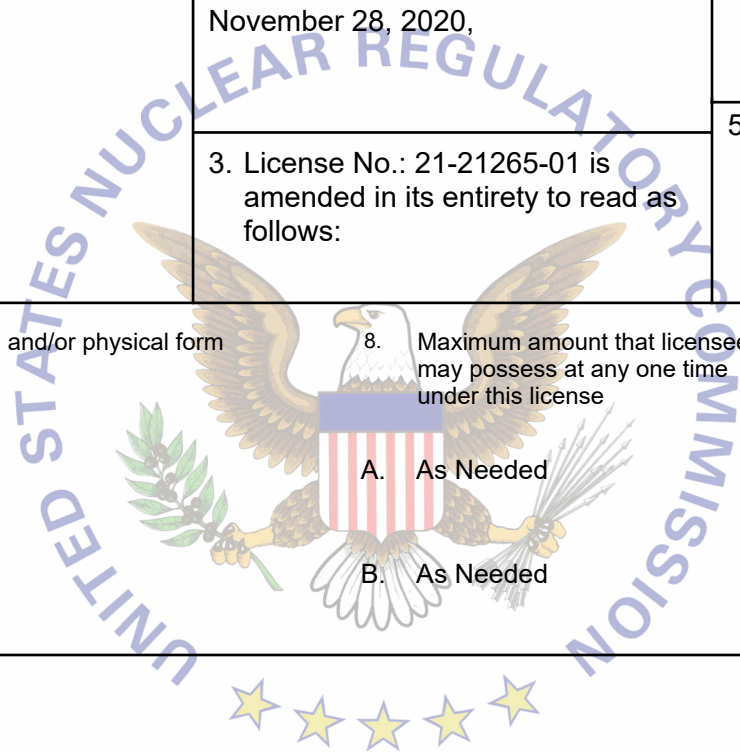 November 28, 2020,
5
3. License No.: 21-21265-01 is
amended in its entirety to read as
follows:
and/or physical form
8. Maximum amount that licensee
may possess at any one time
under this license
A. As Needed
B. As Needed
UNITED STATES NUCLEAR REGULATORY COMMISSION